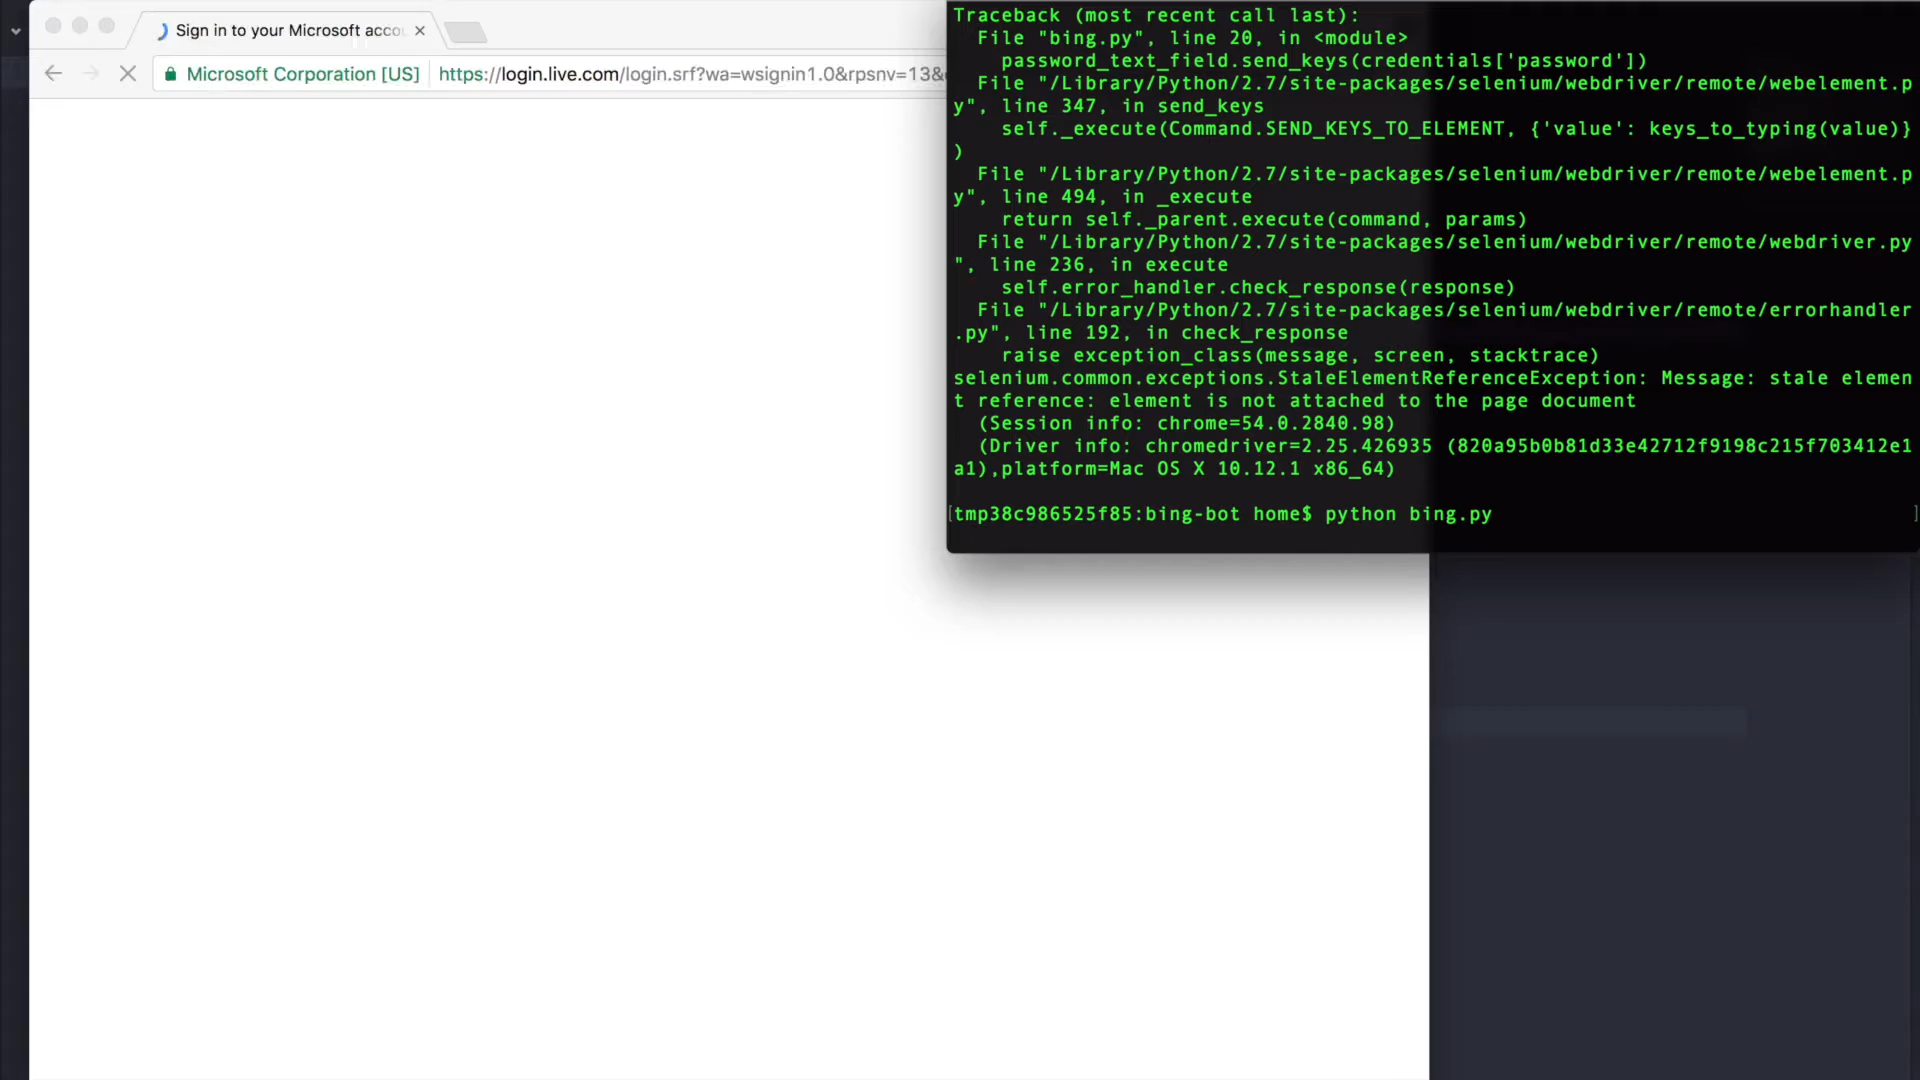 Sign in to your Microsoft acco
Microsoft Corporation [US]
https://login.live.com/login.srf?wa=wsignin1.0&rpsnv=13&
Traceback (most recent call last):
File "bing.py", line 20, in <module>
password_text_field.send_keys(credentials['password'])
File "/Library/Python/2.7/site-packages/selenium/webdriver/remote/webelement.p
y", line 347, in send_keys
self._execute(Command.SEND_KEYS_TO_ELEMENT, {'value': keys_to_typing(value)}
)
File "/Library/Python/2.7/site-packages/selenium/webdriver/remote/webelement.p
y", line 494, in _execute
return self._parent.execute(command, params)
File "/Library/Python/2.7/site-packages/selenium/webdriver/remote/webdriver.py
", line 236, in execute
self.error_handler.check_response(response)
File "/Library/Python/2.7/site-packages/selenium/webdriver/remote/errorhandler
.py", line 192, in check_response
raise exception_class(message, screen, stacktrace)
selenium.common.exceptions.StaleElementReferenceException: Message: stale elemen
t reference: element is not attached to the page document
(Session info: chrome=54.0.2840.98)
(Driver info: chromedriver=2.25.426935 (820a95b0b81d33e42712f9198c215f703412e1
a1),platform=Mac OS X 10.12.1 x86_64)
[tmp38c986525f85:bing-bot home$ python bing.py ]